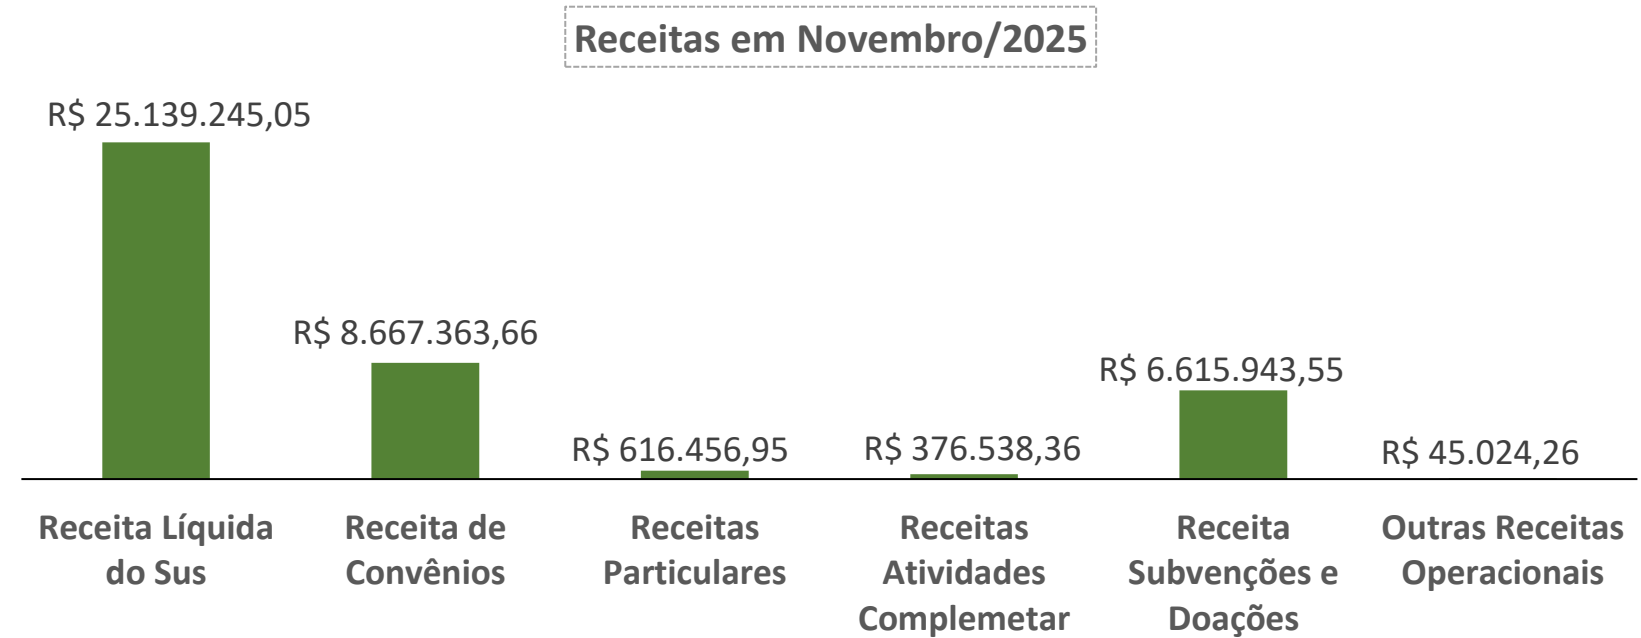 Receitas em Novembro/2025
R$ 25.139.245,05
R$ 8.667.363,66
R$ 616.456,95
R$ 376.538,36
R$ 6.615.943,55
R$ 45.024,26
Receita Líquida
do Sus
Receita de
Convênios
Receitas
Particulares
Receitas
Atividades
Complemetar
Receita
Subvenções e
Doações
Outras Receitas
Operacionais